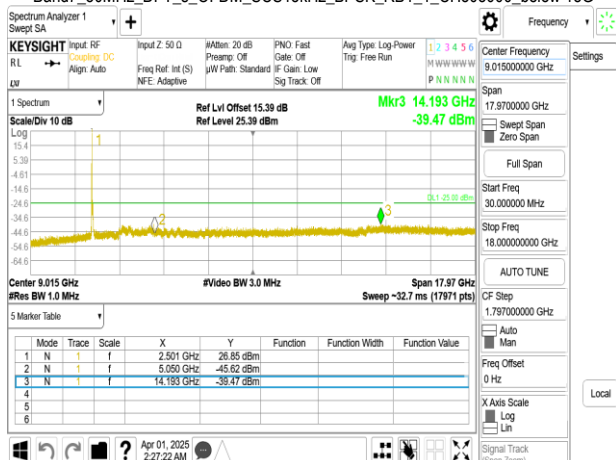 Spectrum Analyzer 1
Swept SA
+
Frequency
KEYSIGHT
Input: RF
Coupling: DC
Align: Auto
Input Z: 50 Ω
Freq Ref: Int (S)
NFE: Adaptive
#Atten: 20 dB
Preamp: Off
µW Path: Standard
PNO: Fast
Gate: Off
IF Gain: Low
Sig Track: Off
Avg Type: Log-Power
Trig: Free Run
1 2 3 4 5 6
M W W W W W
P N N N N N
RL
LXI
1 Spectrum
Scale/Div 10 dB
Ref Lvl Offset 15.39 dB
Ref Level 25.39 dBm
Mkr3 14.193 GHz
-39.47 dBm
Log
15.4
5.39
-4.61
-14.6
-24.6
-34.6
-44.6
-54.6
-64.6
1
2
3
DL1 -25.00 dBm
Center 9.015 GHz
#Res BW 1.0 MHz
#Video BW 3.0 MHz
Span 17.97 GHz
Sweep ~32.7 ms (17971 pts)
5 Marker Table
Mode Trace Scale X Y Function Function Width Function Value
1 N 1 f 2.501 GHz 26.85 dBm
2 N 1 f 5.050 GHz -45.62 dBm
3 N 1 f 14.193 GHz -39.47 dBm
4
5
6
?
Apr 01, 2025
2:27:22 AM
Center Frequency
9.015000000 GHz
Span
17.9700000 GHz
Swept Span
Zero Span
Full Span
Start Freq
30.000000 MHz
Stop Freq
18.000000000 GHz
AUTO TUNE
CF Step
1.797000000 GHz
Auto
Man
Freq Offset
0 Hz
X Axis Scale
Log
Lin
Signal Track
(Span Zoom)
Settings
Local